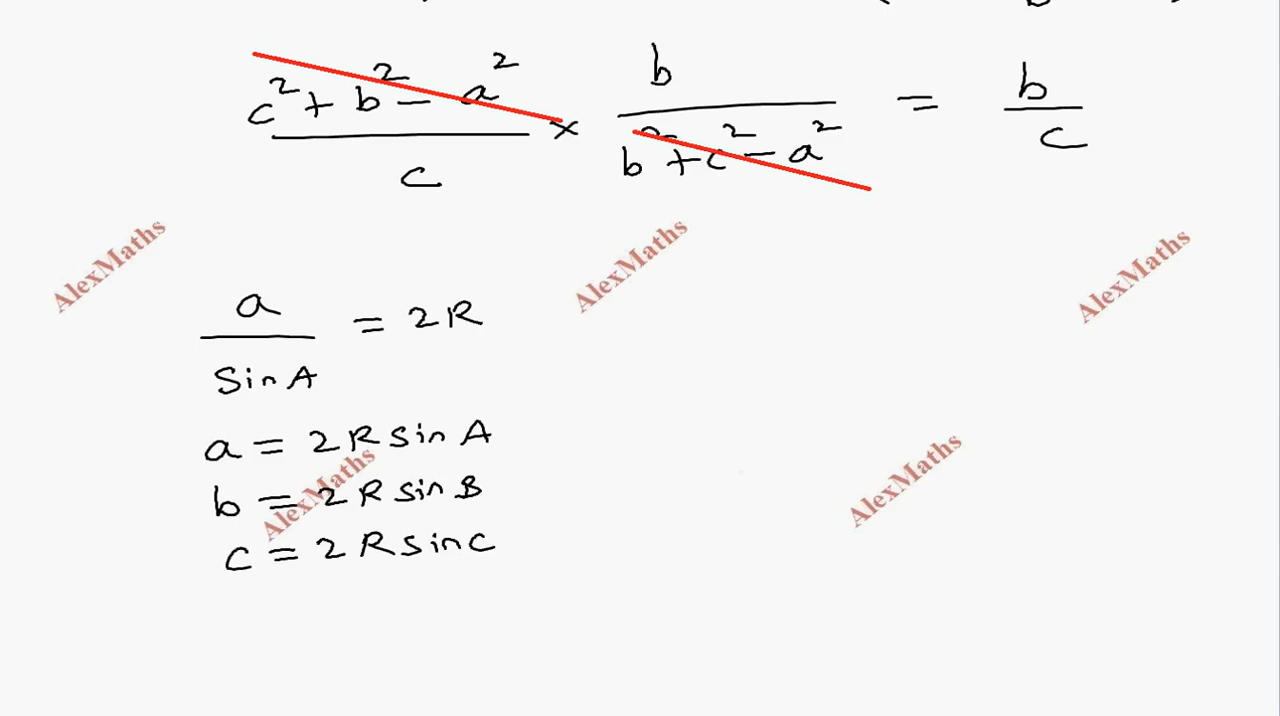 c² + b² − a² / c × b / b² + c² − a² = b / c
AlexMaths
AlexMaths
AlexMaths
a / Sin A = 2R
a = 2R sin A
b = 2R sin B
c = 2R sin c
AlexMaths
AlexMaths